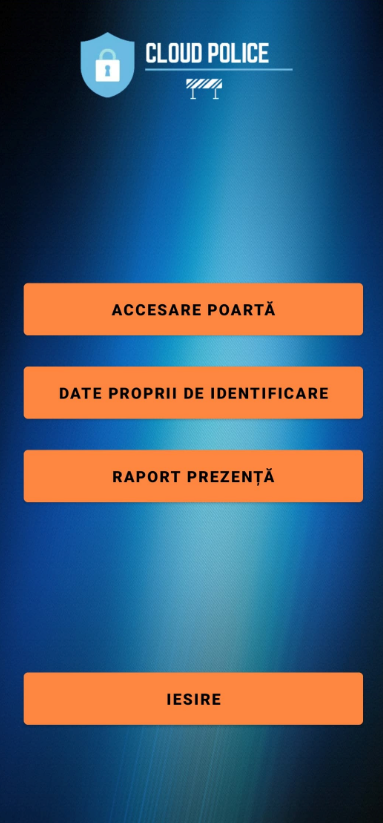 CLOUD POLICE
ACCESARE POARTĂ
DATE PROPRII DE IDENTIFICARE
RAPORT PREZENȚĂ
IESIRE